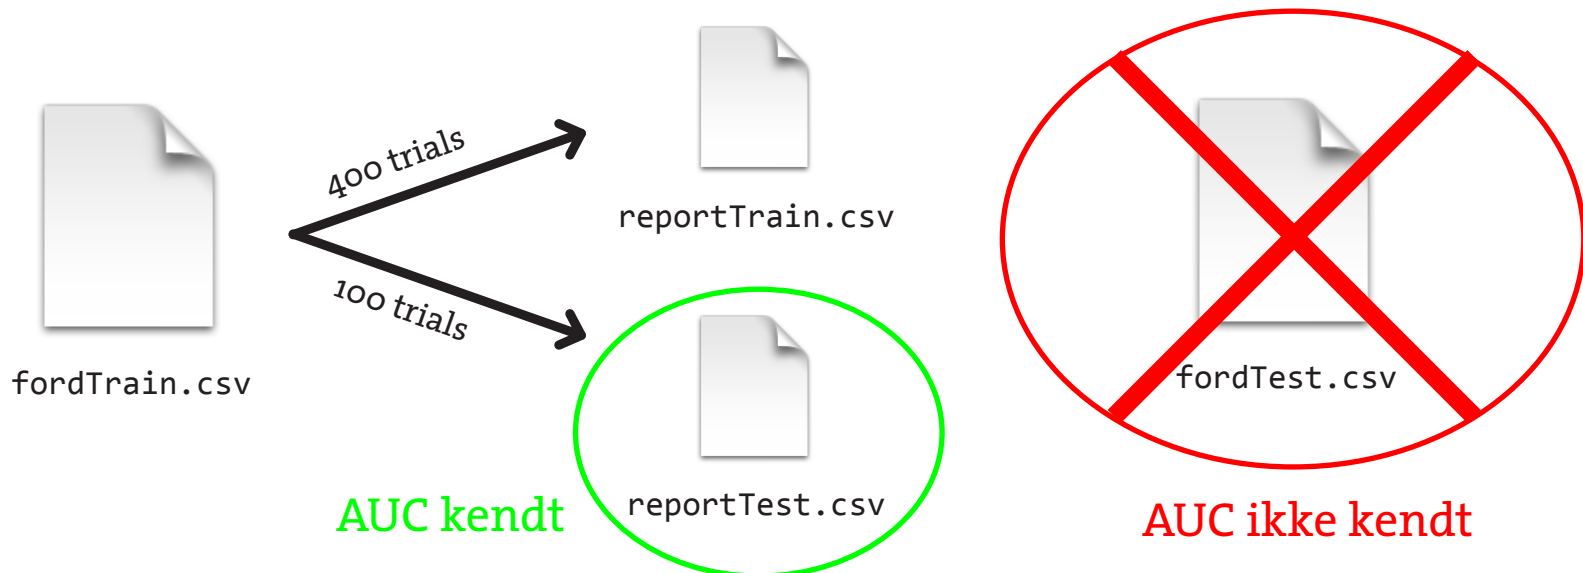 fordTrain.csv
400 trials
100 trials
reportTrain.csv
reportTest.csv
AUC kendt
fordTest.csv
AUC ikke kendt